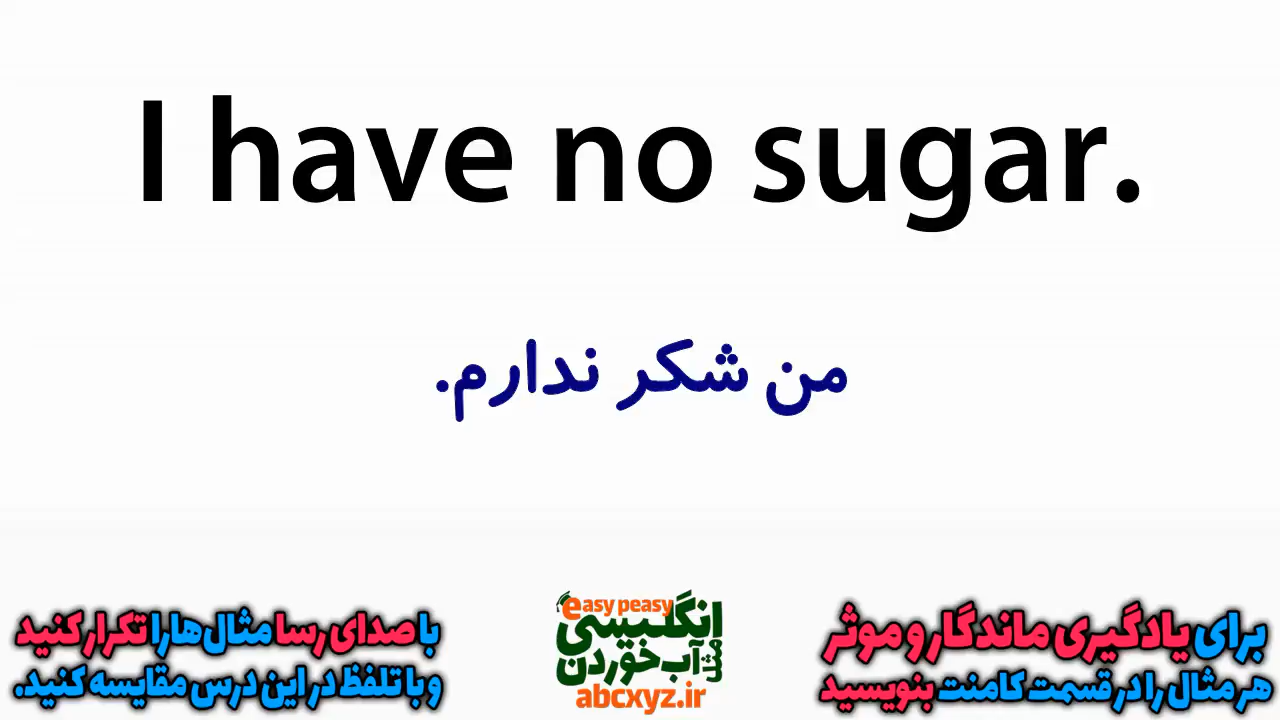 I have no sugar.
من شکر ندارم.
برای یادگیری ماندگار و موثر
هر مثال را در قسمت کامنت بنویسید
easy peasy
انگلیسی
مثل
آب خوردن
abcxyz.ir
با صدای رسا مثال‌ها را تکرار کنید
و با تلفظ در این درس مقایسه کنید.